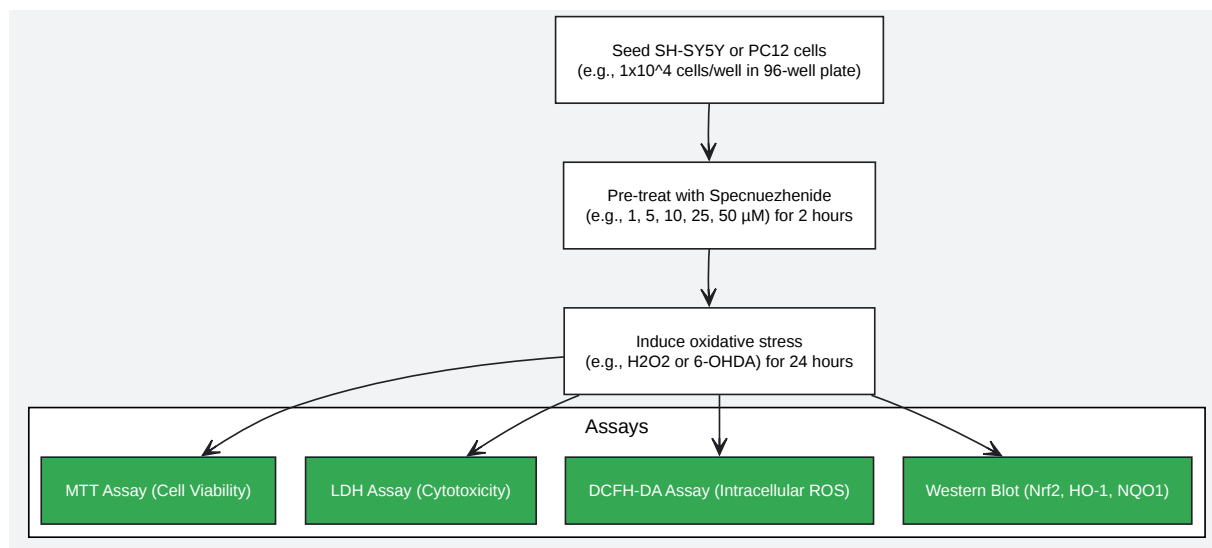 Seed SH-SY5Y or PC12 cells
(e.g., 1x10^4 cells/well in 96-well plate)
Pre-treat with Specnuezhenide
(e.g., 1, 5, 10, 25, 50 µM) for 2 hours
Induce oxidative stress
(e.g., H2O2 or 6-OHDA) for 24 hours
Assays
MTT Assay (Cell Viability)
LDH Assay (Cytotoxicity)
DCFH-DA Assay (Intracellular ROS)
Western Blot (Nrf2, HO-1, NQO1)